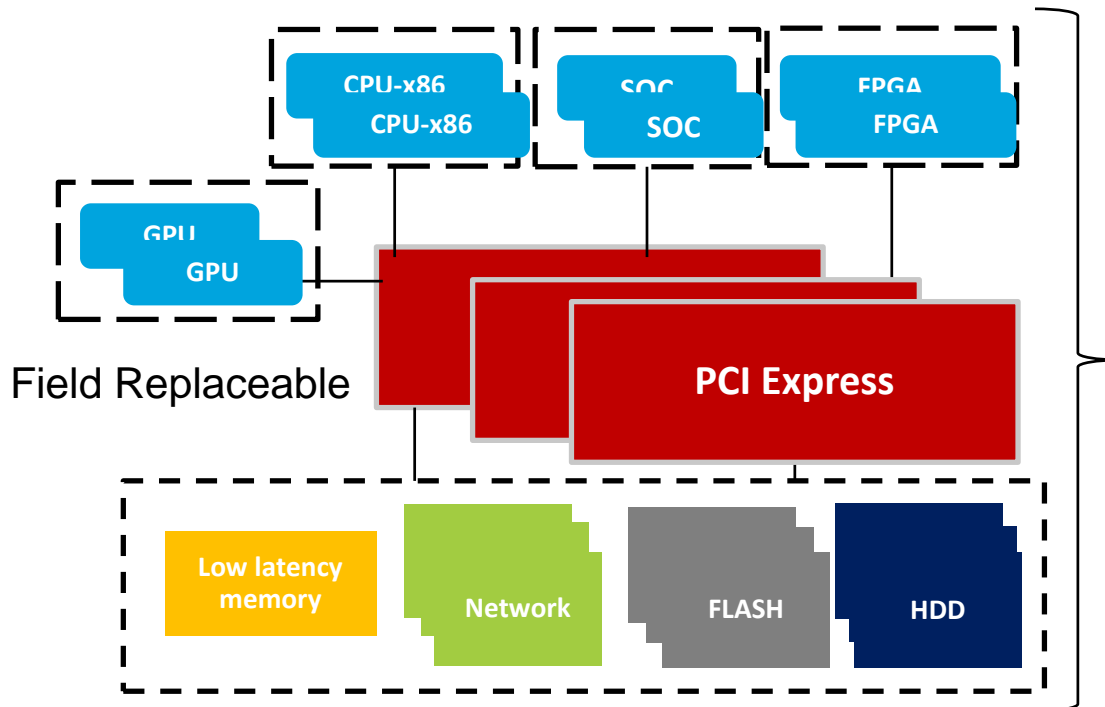 CPU-x86
CPU-x86
SOC
SOC
FPGA
FPGA
GPU
GPU
Field Replaceable
PCI Express
Low latency
memory
Network
FLASH
HDD